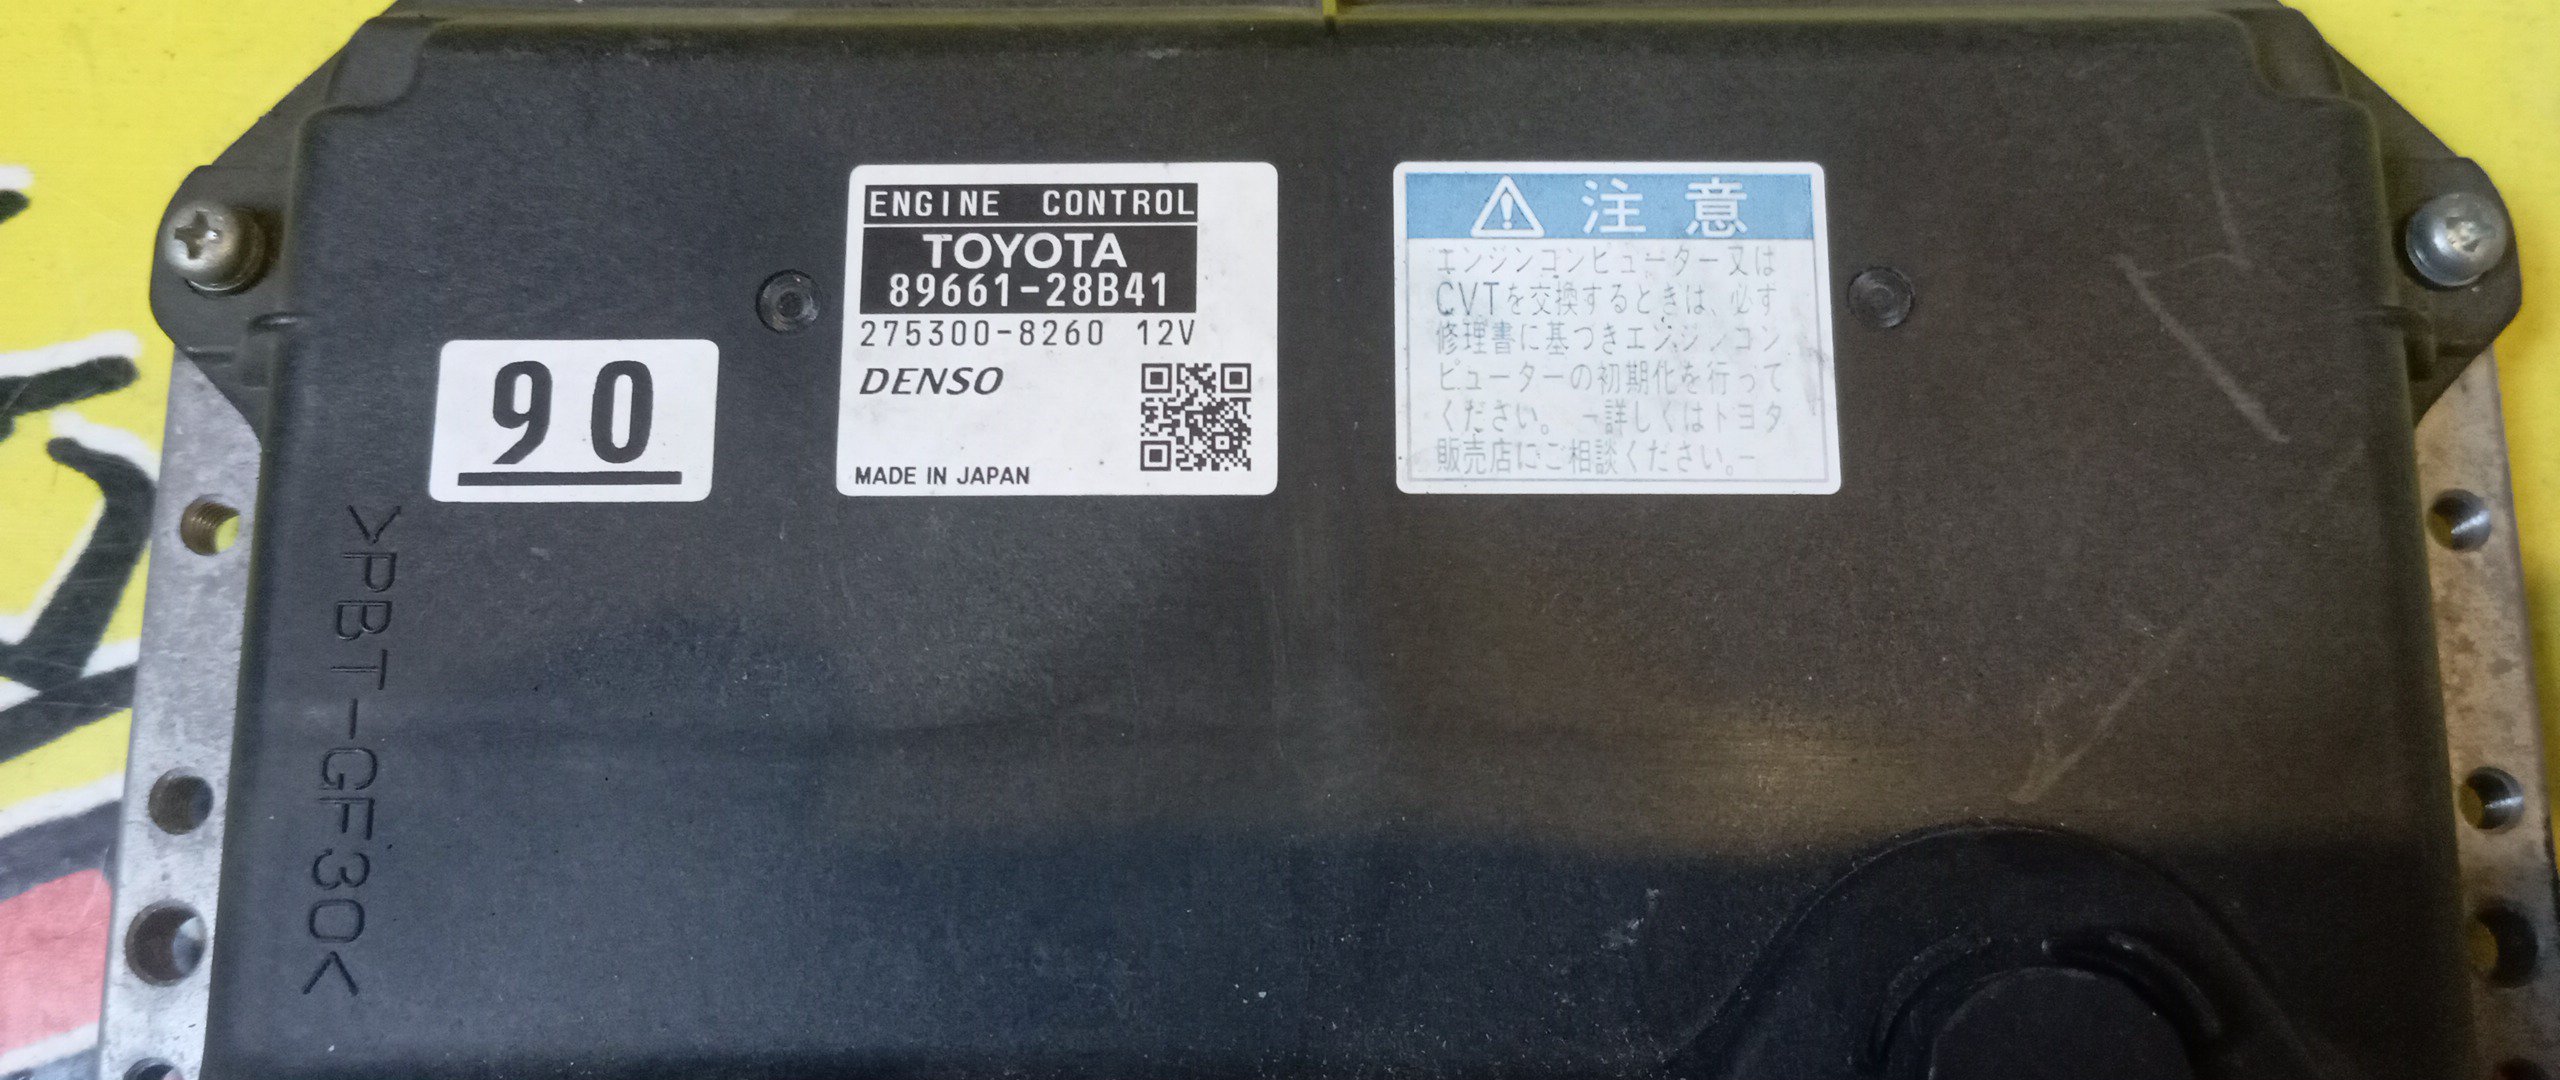 ENGINE CONTROL
TOYOTA
89661-28B41
275300-8260 12V
DENSO
MADE IN JAPAN
90
注意
エンジンコンピューター又は
CVTを交換するときは、必ず
修理書に基づきエンジンコン
ピューターの初期化を行って
ください。 -詳しくはトヨタ
販売店にご相談ください。-
>PBT-GF30<